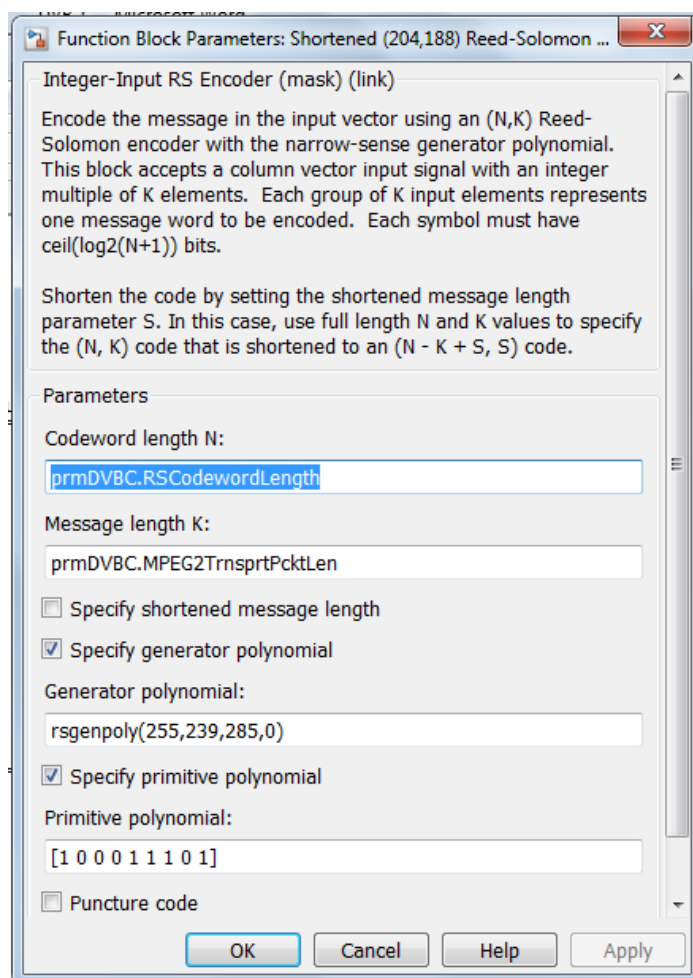 Function Block Parameters: Shortened (204,188) Reed-Solomon ...
Integer-Input RS Encoder (mask) (link)
Encode the message in the input vector using an (N,K) Reed-
Solomon encoder with the narrow-sense generator polynomial.
This block accepts a column vector input signal with an integer
multiple of K elements.  Each group of K input elements represents
one message word to be encoded.  Each symbol must have
ceil(log2(N+1)) bits.
Shorten the code by setting the shortened message length
parameter S. In this case, use full length N and K values to specify
the (N, K) code that is shortened to an (N - K + S, S) code.
Parameters
Codeword length N:
prmDVBC.RSCodewordLength
Message length K:
prmDVBC.MPEG2TrnsprtPcktLen
Specify shortened message length
Specify generator polynomial
Generator polynomial:
rsgenpoly(255,239,285,0)
Specify primitive polynomial
Primitive polynomial:
[1 0 0 0 1 1 1 0 1]
Puncture code
OK Cancel Help Apply